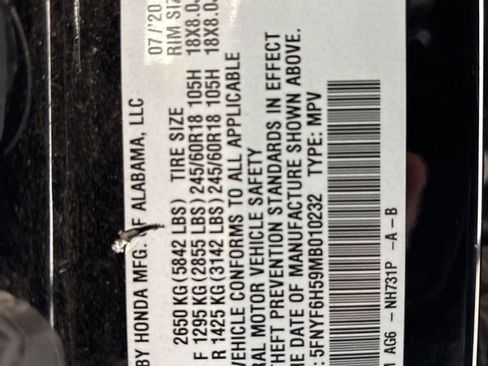 BY HONDA MFG. OF ALABAMA, LLC 07/'20
2650 KG (5842 LBS) TIRE SIZE RIM SIZ
F 1295 KG (2855 LBS) 245/60R18 105H 18X8.0
R 1425 KG (3142 LBS) 245/60R18 105H 18X8.0
VEHICLE CONFORMS TO ALL APPLICABLE
RAL MOTOR VEHICLE SAFETY
THEFT PREVENTION STANDARDS IN EFFECT
HE DATE OF MANUFACTURE SHOWN ABOVE.
: 5FNYF6H59MB010232 TYPE: MPV
AG6 -NH731P -A-B